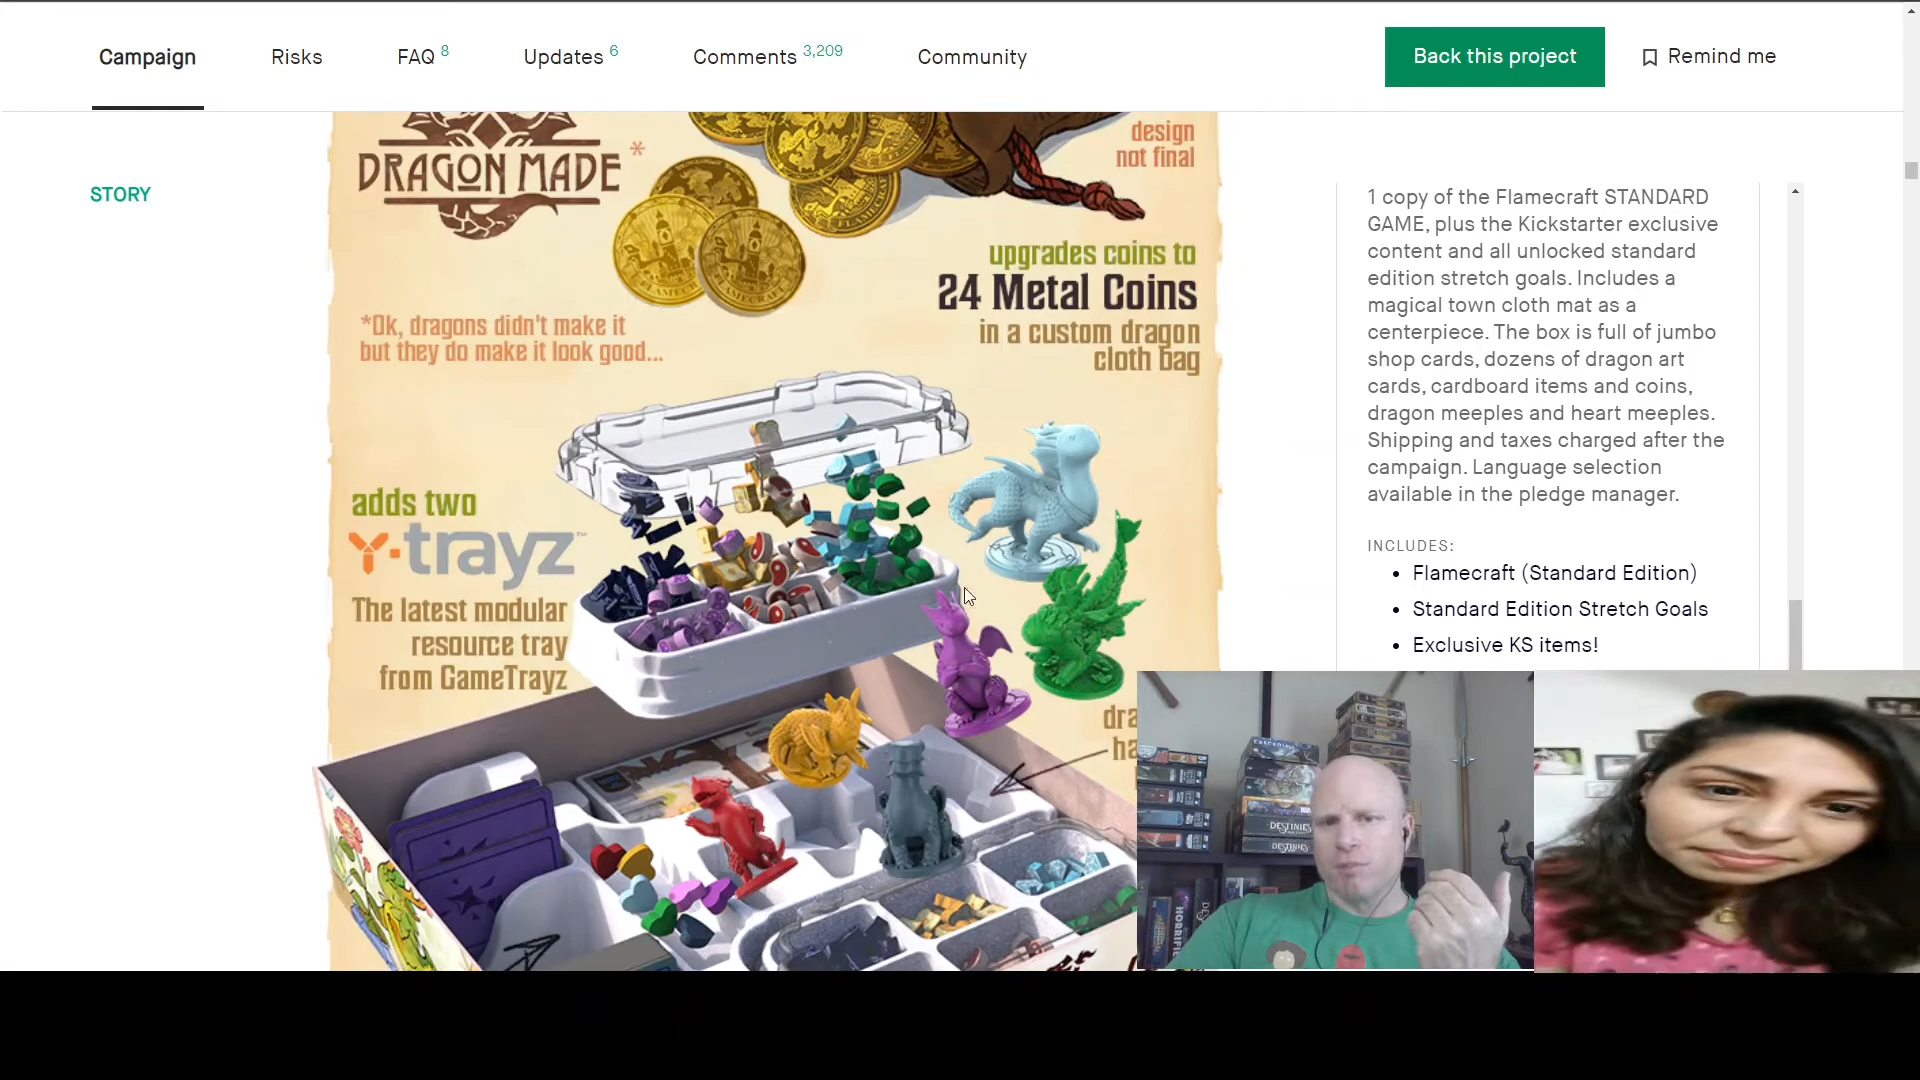 Campaign
Risks
FAQ 8
Updates 6
Comments 3,209
Community
Back this project
Remind me
STORY
DRAGON MADE *
design
not final
upgrades coins to
24 Metal Coins
in a custom dragon
cloth bag
*Ok, dragons didn't make it
but they do make it look good...
adds two
Y-trayz™
The latest modular
resource tray
from GameTrayz
dra
ha
1 copy of the Flamecraft STANDARD
GAME, plus the Kickstarter exclusive
content and all unlocked standard
edition stretch goals. Includes a
magical town cloth mat as a
centerpiece. The box is full of jumbo
shop cards, dozens of dragon art
cards, cardboard items and coins,
dragon meeples and heart meeples.
Shipping and taxes charged after the
campaign. Language selection
available in the pledge manager.
INCLUDES:
• Flamecraft (Standard Edition)
• Standard Edition Stretch Goals
• Exclusive KS items!
DESTINIES
DESTINIES